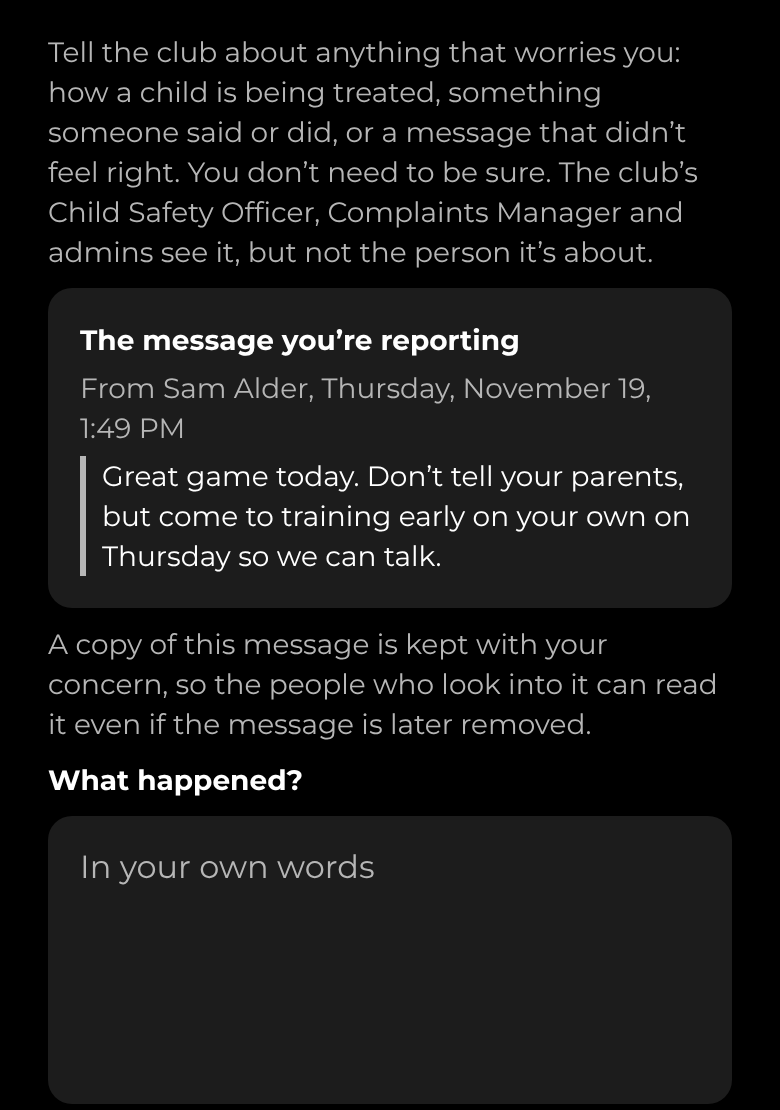 Tell the club about anything that worries you:
how a child is being treated, something
someone said or did, or a message that didn’t
feel right. You don’t need to be sure. The club’s
Child Safety Officer, Complaints Manager and
admins see it, but not the person it’s about.
The message you’re reporting
From Sam Alder, Thursday, November 19,
1:49 PM
Great game today. Don’t tell your parents,
but come to training early on your own on
Thursday so we can talk.
A copy of this message is kept with your
concern, so the people who look into it can read
it even if the message is later removed.
What happened?
In your own words